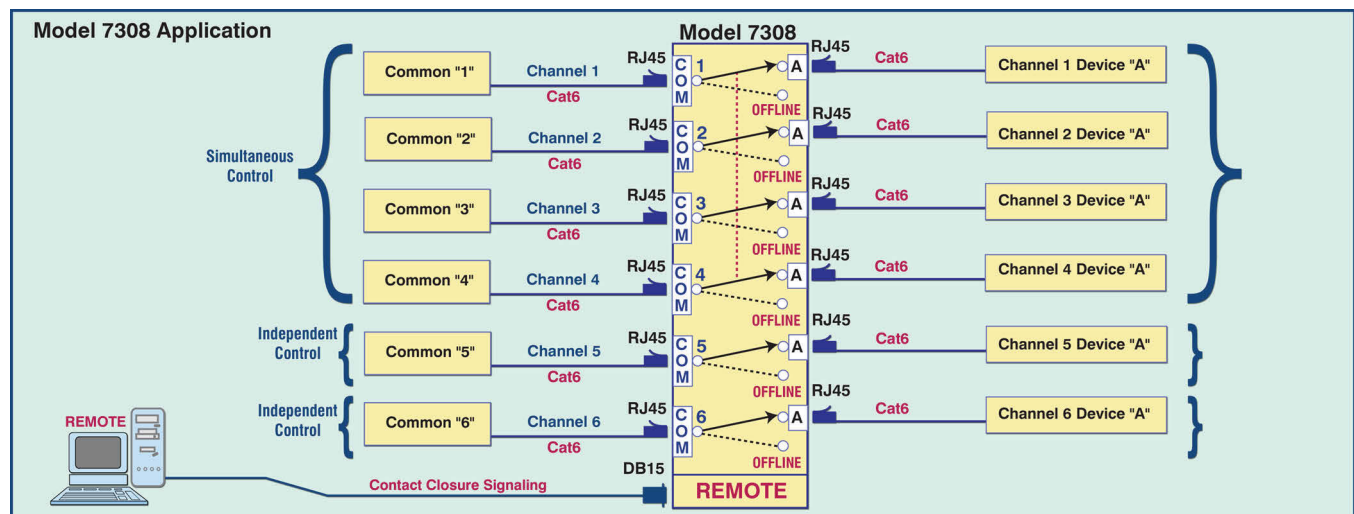 Model 7308 Application
Model 7308
Simultaneous
Control
Common "1"
Channel 1
Cat6
RJ45
COM
1
A
OFFLINE
RJ45
Cat6
Channel 1 Device "A"
Common "2"
Channel 2
Cat6
RJ45
COM
2
A
OFFLINE
RJ45
Cat6
Channel 2 Device "A"
Common "3"
Channel 3
Cat6
RJ45
COM
3
A
OFFLINE
RJ45
Cat6
Channel 3 Device "A"
Common "4"
Channel 4
Cat6
RJ45
COM
4
A
OFFLINE
RJ45
Cat6
Channel 4 Device "A"
Independent
Control
Common "5"
Channel 5
Cat6
RJ45
COM
5
A
OFFLINE
RJ45
Cat6
Channel 5 Device "A"
Independent
Control
Common "6"
Channel 6
Cat6
RJ45
COM
6
A
OFFLINE
RJ45
Cat6
Channel 6 Device "A"
REMOTE
Contact Closure Signaling
DB15
REMOTE